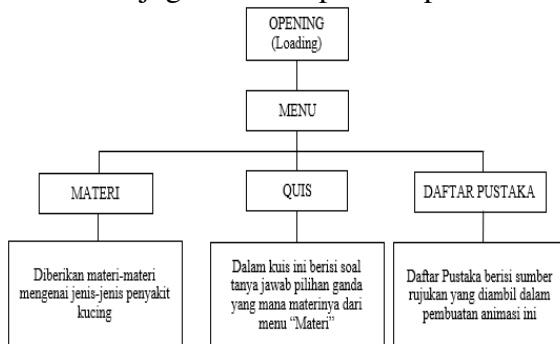 OPENING
(Loading)
MENU
MATERI
QUIS
DAFTAR PUSTAKA
Diberikan materi-materi
mengenai jenis-jenis penyakit
kucing
Dalam kuis ini berisi soal
tanya jawab pilihan ganda
yang mana materinya dari
menu “Materi”
Daftar Pustaka berisi sumber
rujukan yang diambil dalam
pembuatan animasi ini